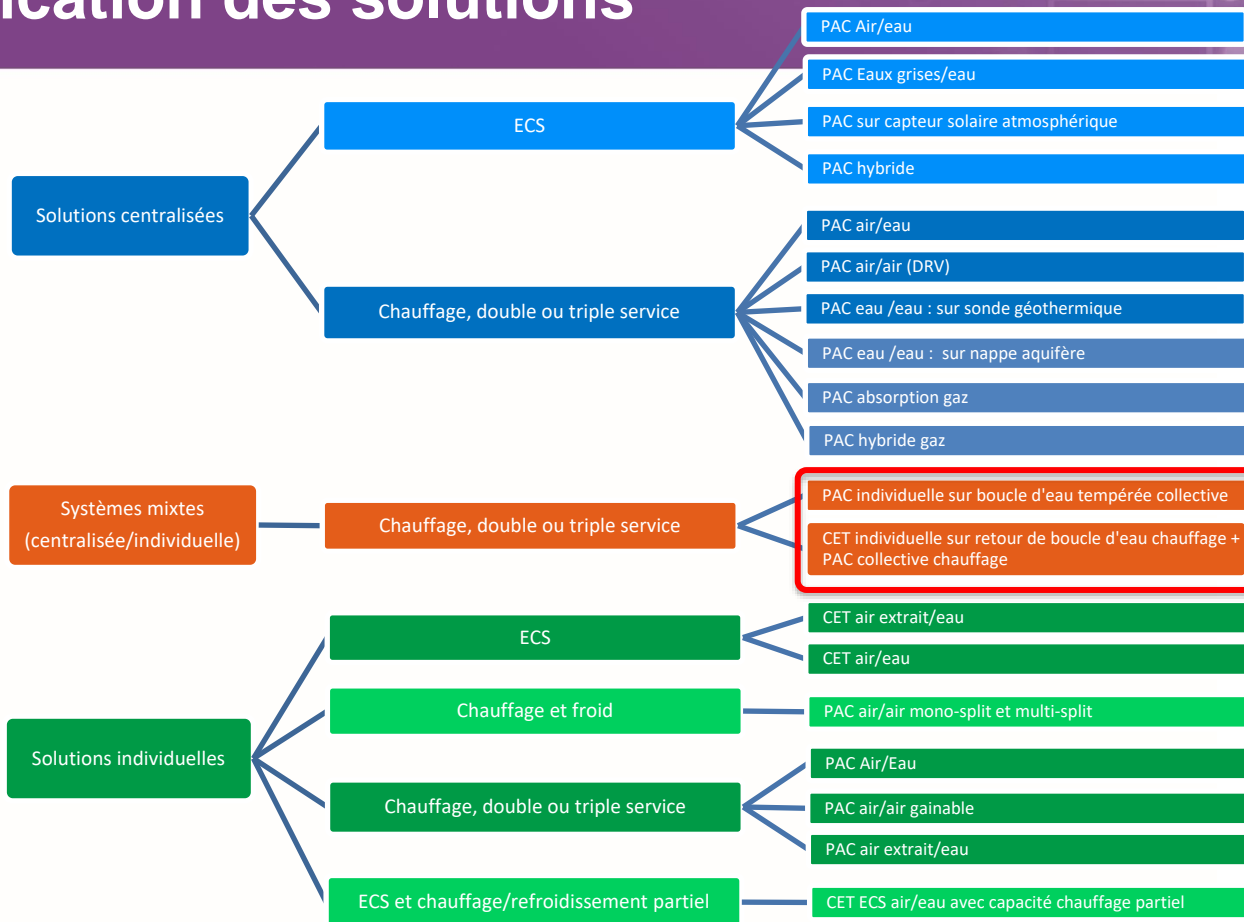 ication des solutions
PAC Air/eau
PAC Eaux grises/eau
ECS
PAC sur capteur solaire atmosphérique
PAC hybride
Solutions centralisées
PAC air/eau
PAC air/air (DRV)
Chauffage, double ou triple service
PAC eau /eau : sur sonde géothermique
PAC eau /eau : sur nappe aquifère
PAC absorption gaz
PAC hybride gaz
Systèmes mixtes
(centralisée/individuelle)
Chauffage, double ou triple service
PAC individuelle sur boucle d'eau tempérée collective
CET individuelle sur retour de boucle d'eau chauffage +
PAC collective chauffage
CET air extrait/eau
ECS
CET air/eau
Chauffage et froid
PAC air/air mono-split et multi-split
Solutions individuelles
PAC Air/Eau
Chauffage, double ou triple service
PAC air/air gainable
PAC air extrait/eau
ECS et chauffage/refroidissement partiel
CET ECS air/eau avec capacité chauffage partiel